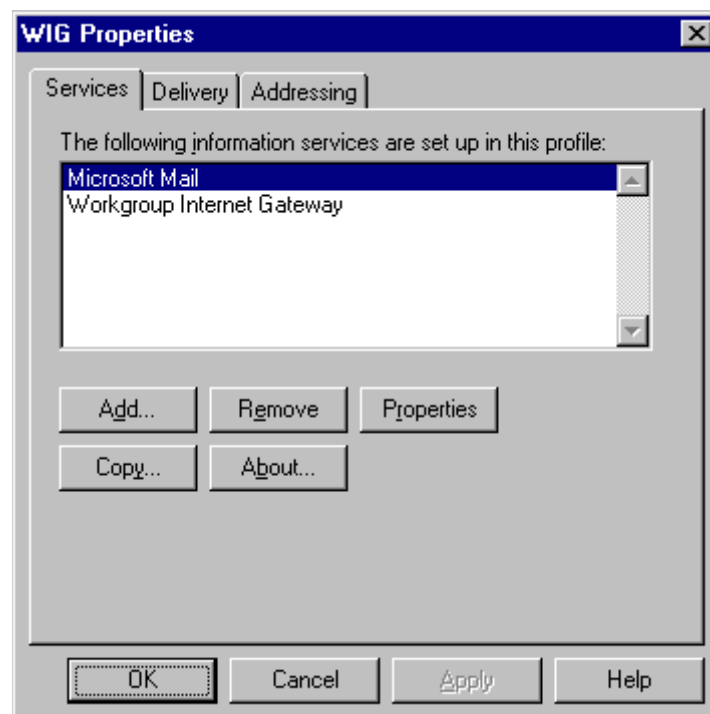 WIG Properties
Services Delivery Addressing
The following information services are set up in this profile:
Microsoft Mail
Workgroup Internet Gateway
Add... Remove Properties
Copy... About...
OK Cancel Apply Help